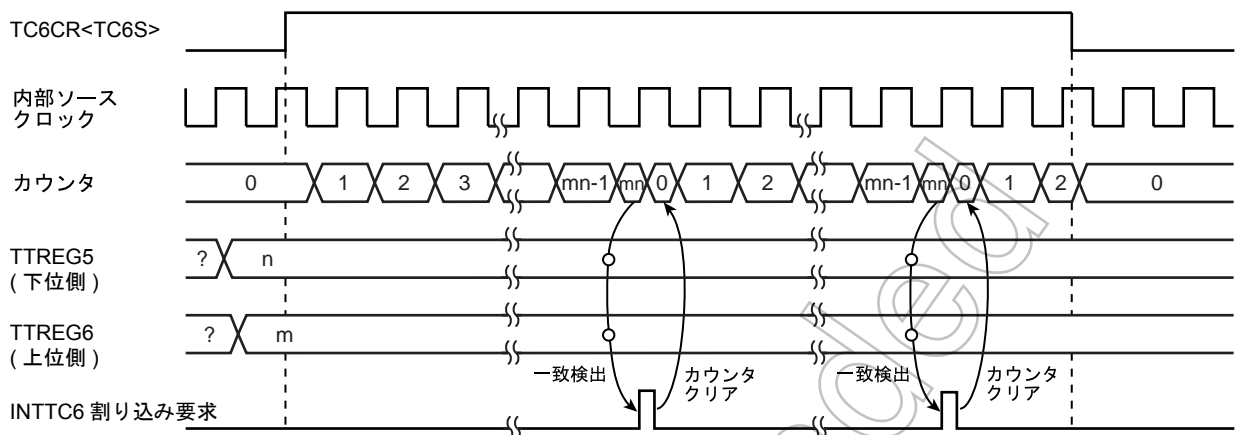 TC6CR<TC6S>
内部ソース
クロック
カウンタ 0 1 2 3 mn-1 mn 0 1 2 mn-1 mn 0 1 2 0
TTREG5
( 下位側 )
? n
TTREG6
( 上位側 )
? m
一致検出 カウンタ
クリア
一致検出 カウンタ
クリア
INTTC6 割り込み要求